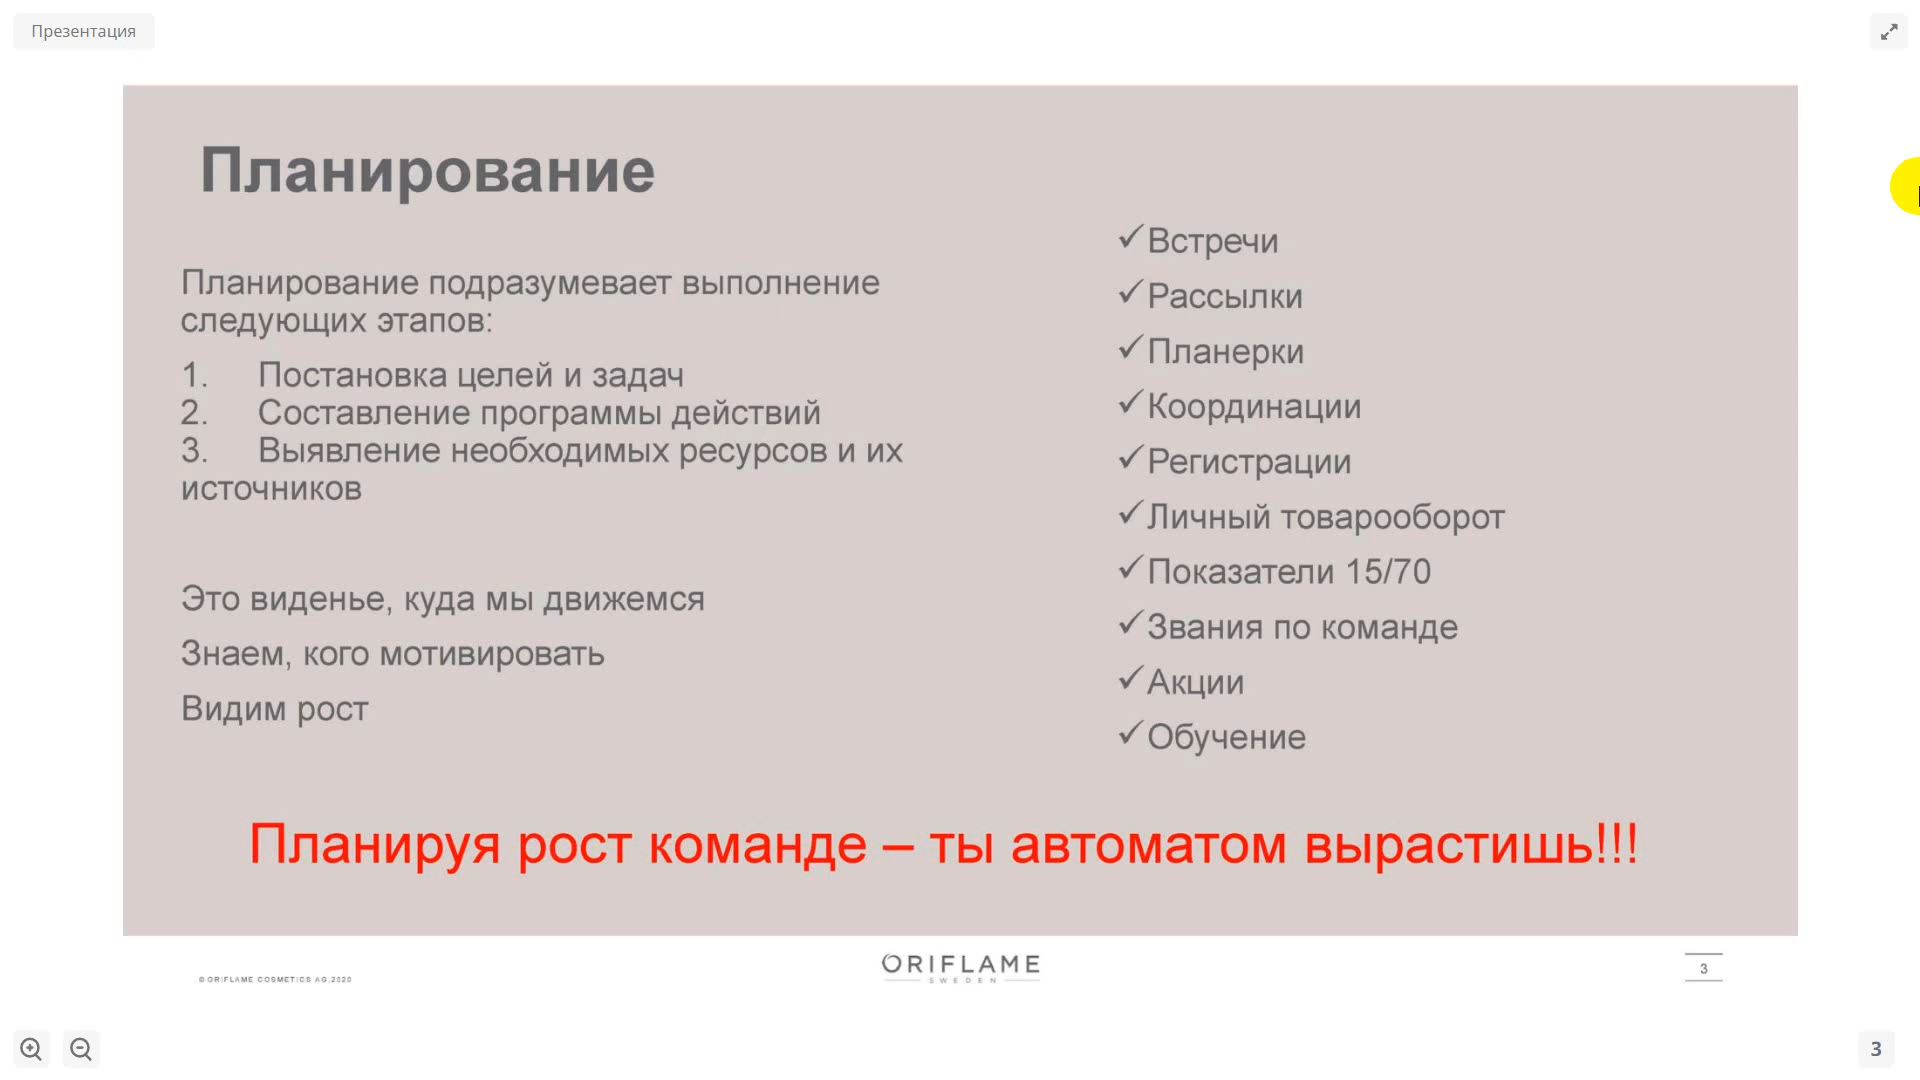 Презентация
Планирование
Планирование подразумевает выполнение
следующих этапов:
1. Постановка целей и задач
2. Составление программы действий
3. Выявление необходимых ресурсов и их
источников
Это виденье, куда мы движемся
Знаем, кого мотивировать
Видим рост
✓Встречи
✓Рассылки
✓Планерки
✓Координации
✓Регистрации
✓Личный товарооборот
✓Показатели 15/70
✓Звания по команде
✓Акции
✓Обучение
Планируя рост команде – ты автоматом вырастишь!!!
© ORIFLAME COSMETICS AG,2020
ORIFLAME
SWEDEN
3
3